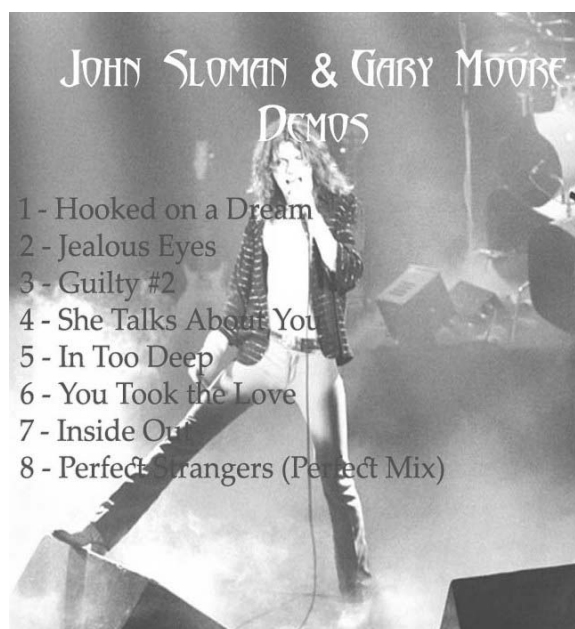 John Sloman & Gary Moore
Demos
1 - Hooked on a Dream
2 - Jealous Eyes
3 - Guilty #2
4 - She Talks About You
5 - In Too Deep
6 - You Took the Love
7 - Inside Out
8 - Perfect Strangers (Perfect Mix)